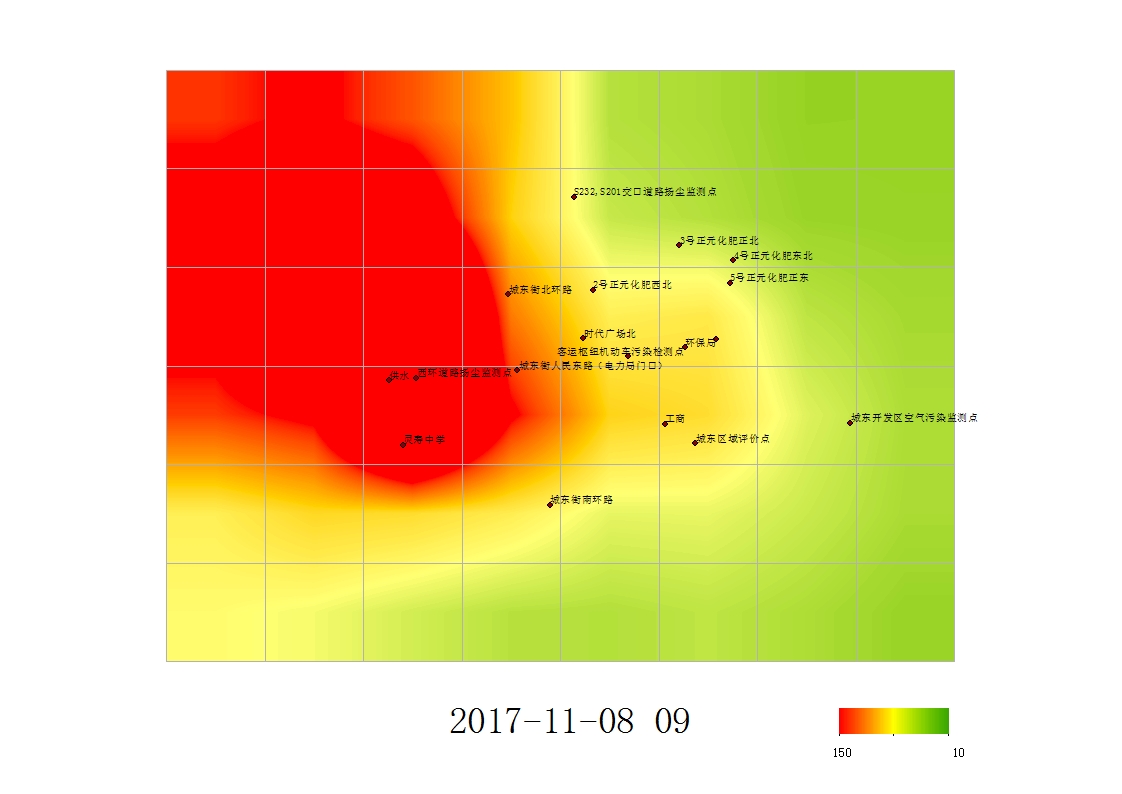 S232,S201交口道路扬尘监测点
3号正元化肥正北
4号正元化肥东北
5号正元化肥正东
2号正元化肥西北
城东街北环路
时代广场北
环保局
客运枢纽机动车污染检测点
城东街人民东路（电力局门口）
供水
西环道路扬尘监测点
工商
城东开发区空气污染监测点
城东区域评价点
灵寿中学
城东街南环路
2017-11-08 09
150
10